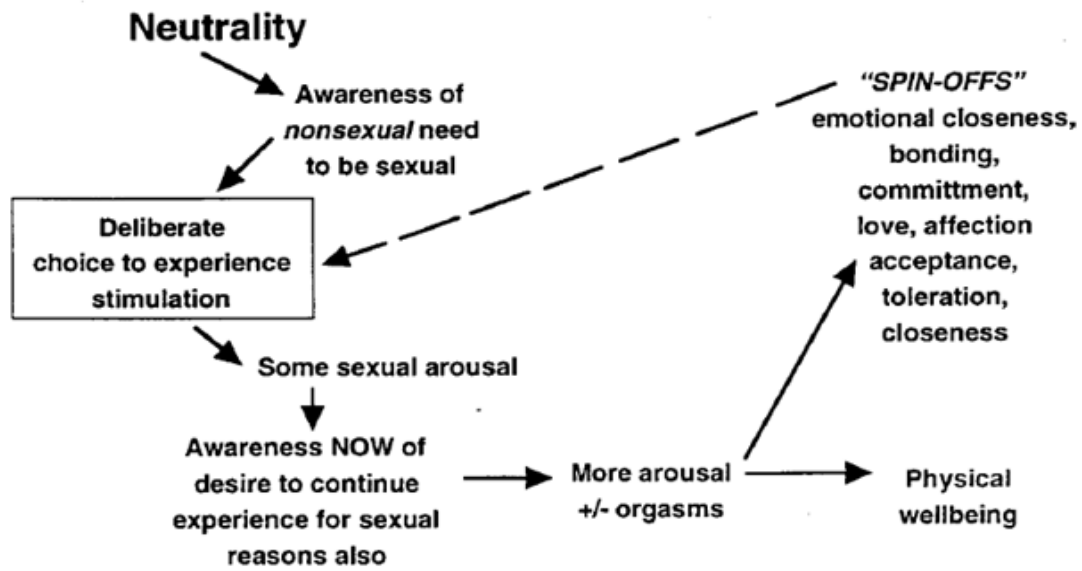 Neutrality
Awareness of
nonsexual need
to be sexual
Deliberate
choice to experience
stimulation
Some sexual arousal
Awareness NOW of
desire to continue
experience for sexual
reasons also
More arousal
+/- orgasms
"SPIN-OFFS"
emotional closeness,
bonding,
committment,
love, affection
acceptance,
toleration,
closeness
Physical
wellbeing